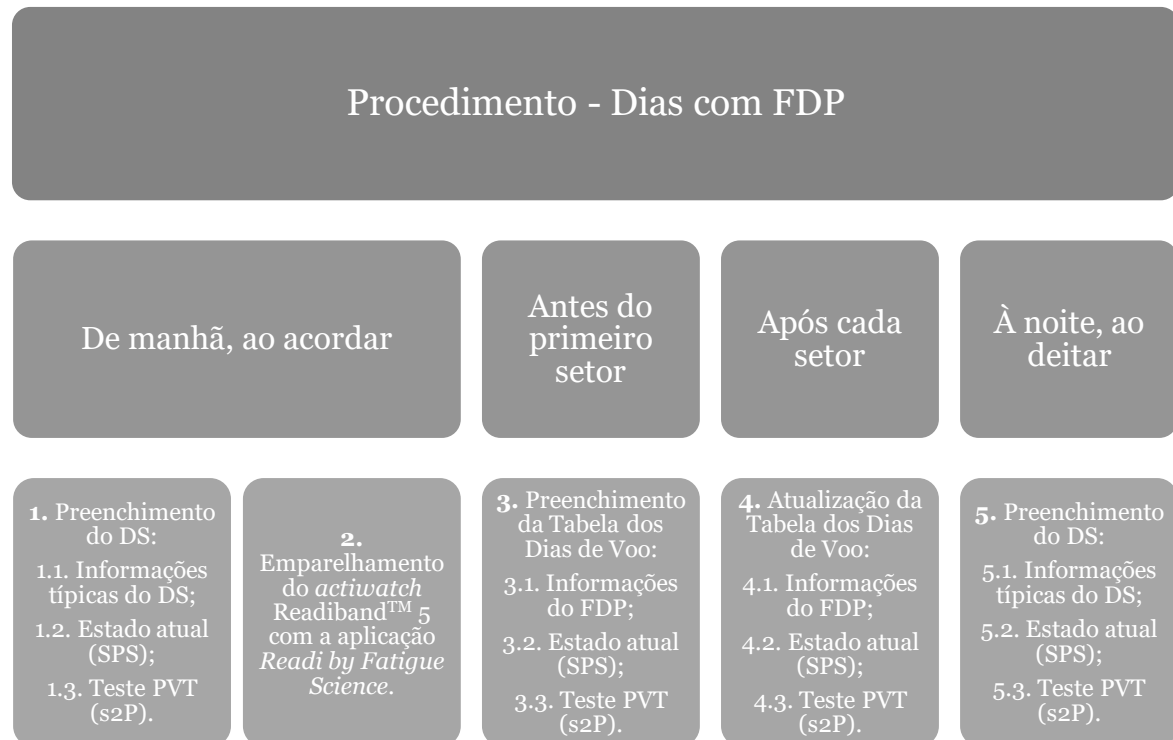 Procedimento - Dias com FDP
De manhã, ao acordar
Antes do
primeiro
setor
Após cada
setor
À noite, ao
deitar
1. Preenchimento
do DS:
1.1. Informações
típicas do DS;
1.2. Estado atual
(SPS);
1.3. Teste PVT
(s2P).
2.
Emparelhamento
do actiwatch
Readiband™ 5
com a aplicação
Readi by Fatigue
Science.
3. Preenchimento
da Tabela dos
Dias de Voo:
3.1. Informações
do FDP;
3.2. Estado atual
(SPS);
3.3. Teste PVT
(s2P).
4. Atualização da
Tabela dos Dias
de Voo:
4.1. Informações
do FDP;
4.2. Estado atual
(SPS);
4.3. Teste PVT
(s2P).
5. Preenchimento
do DS:
5.1. Informações
típicas do DS;
5.2. Estado atual
(SPS);
5.3. Teste PVT
(s2P).